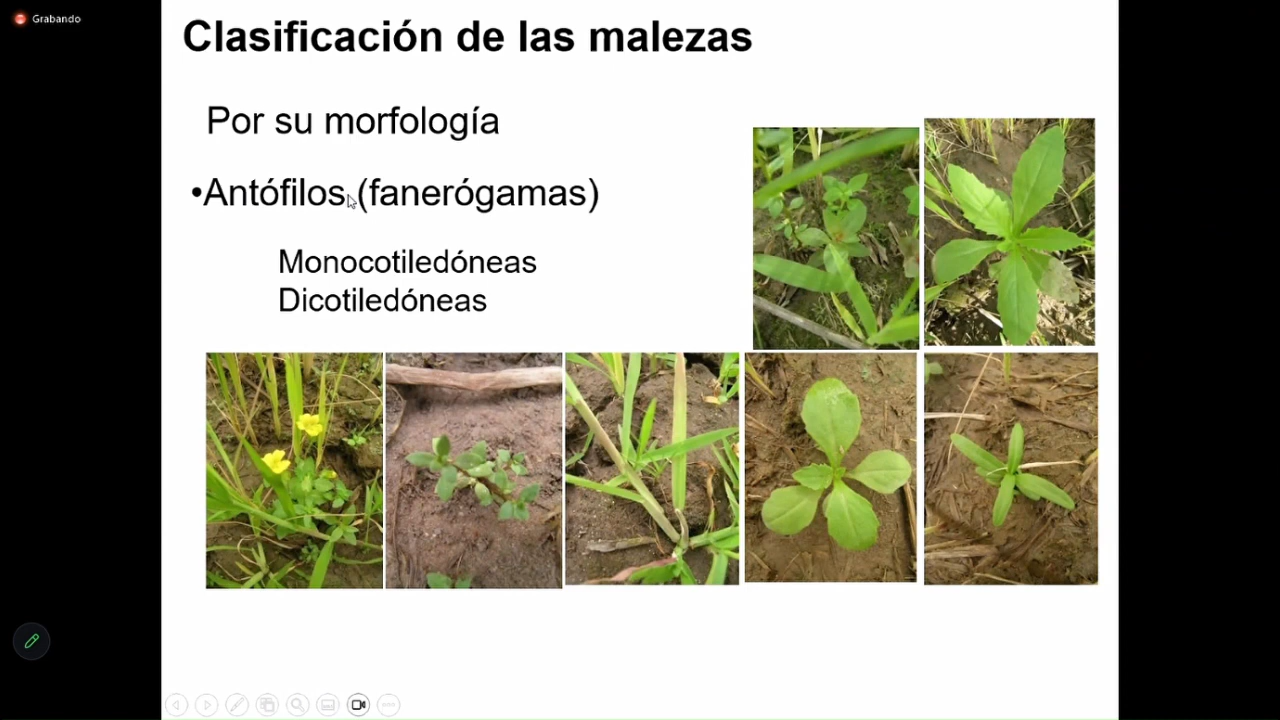 Grabando
Clasificación de las malezas
Por su morfología
•Antófilos (fanerógamas)
Monocotiledóneas
Dicotiledóneas